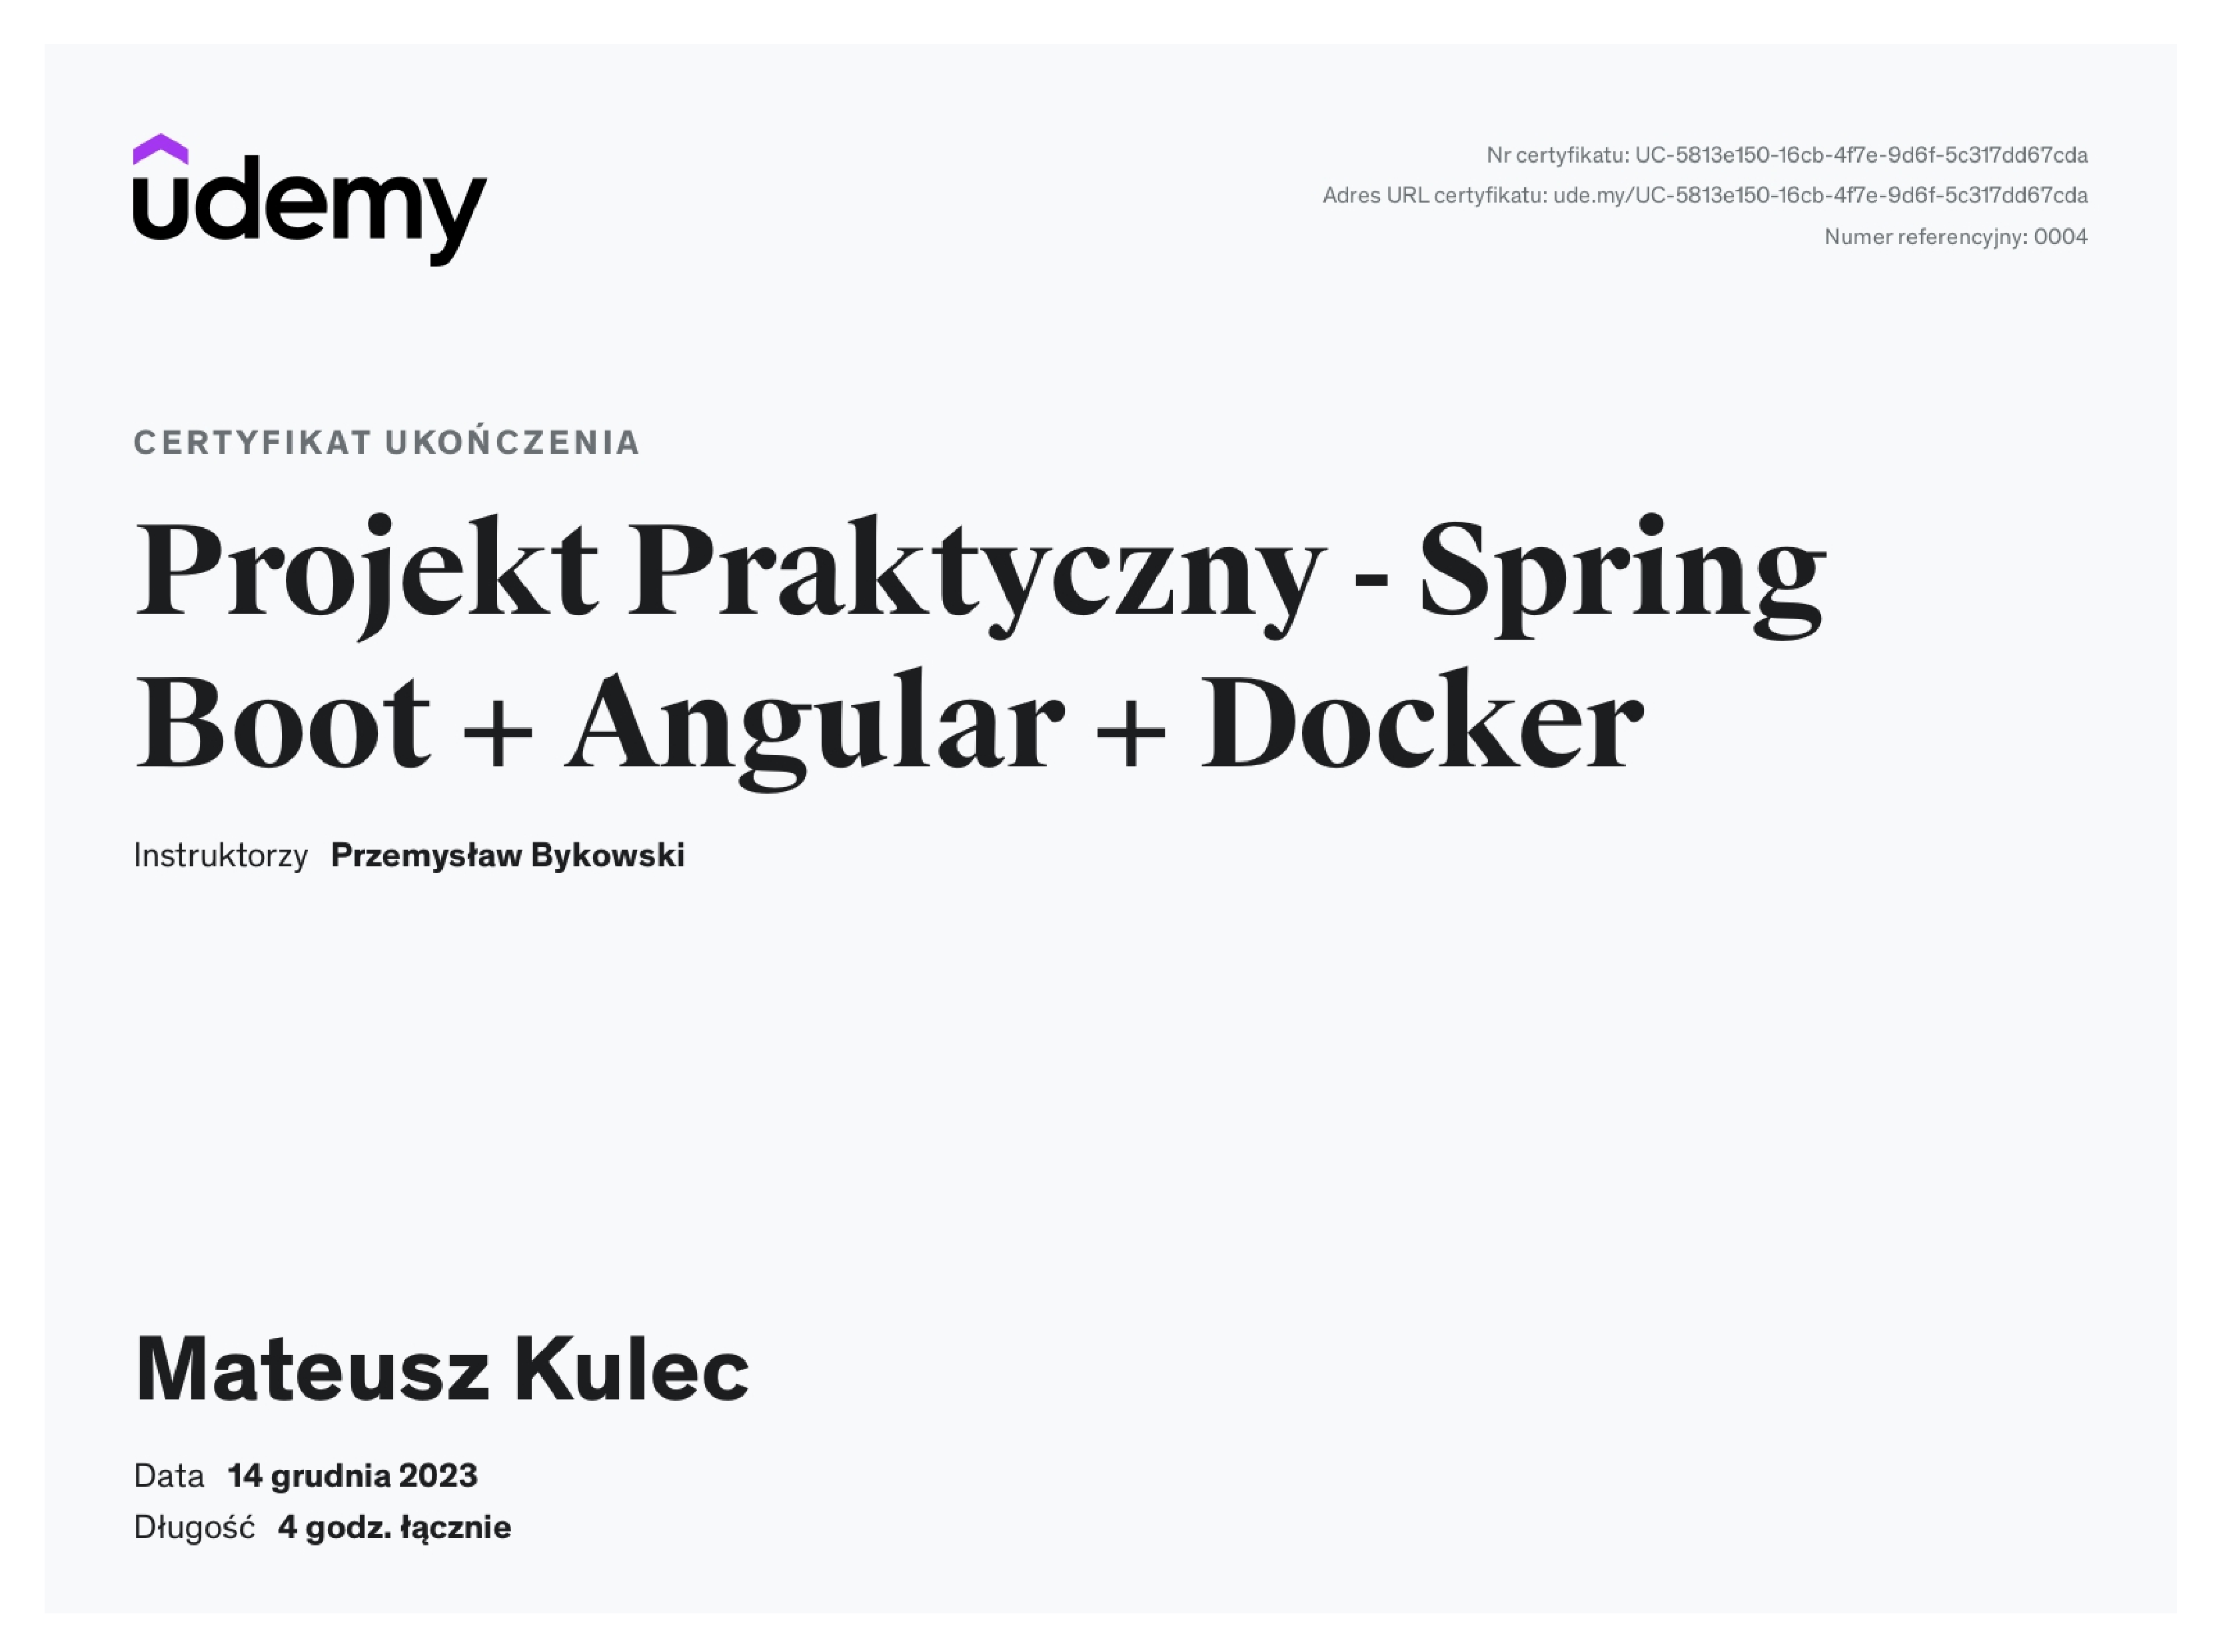 udemy
Nr certyfikatu: UC-5813e150-16cb-4f7e-9d6f-5c317dd67cda
Adres URL certyfikatu: ude.my/UC-5813e150-16cb-4f7e-9d6f-5c317dd67cda
Numer referencyjny: 0004
CERTYFIKAT UKOŃCZENIA
Projekt Praktyczny - Spring
Boot + Angular + Docker
Instruktorzy Przemysław Bykowski
Mateusz Kulec
Data 14 grudnia 2023
Długość 4 godz. łącznie